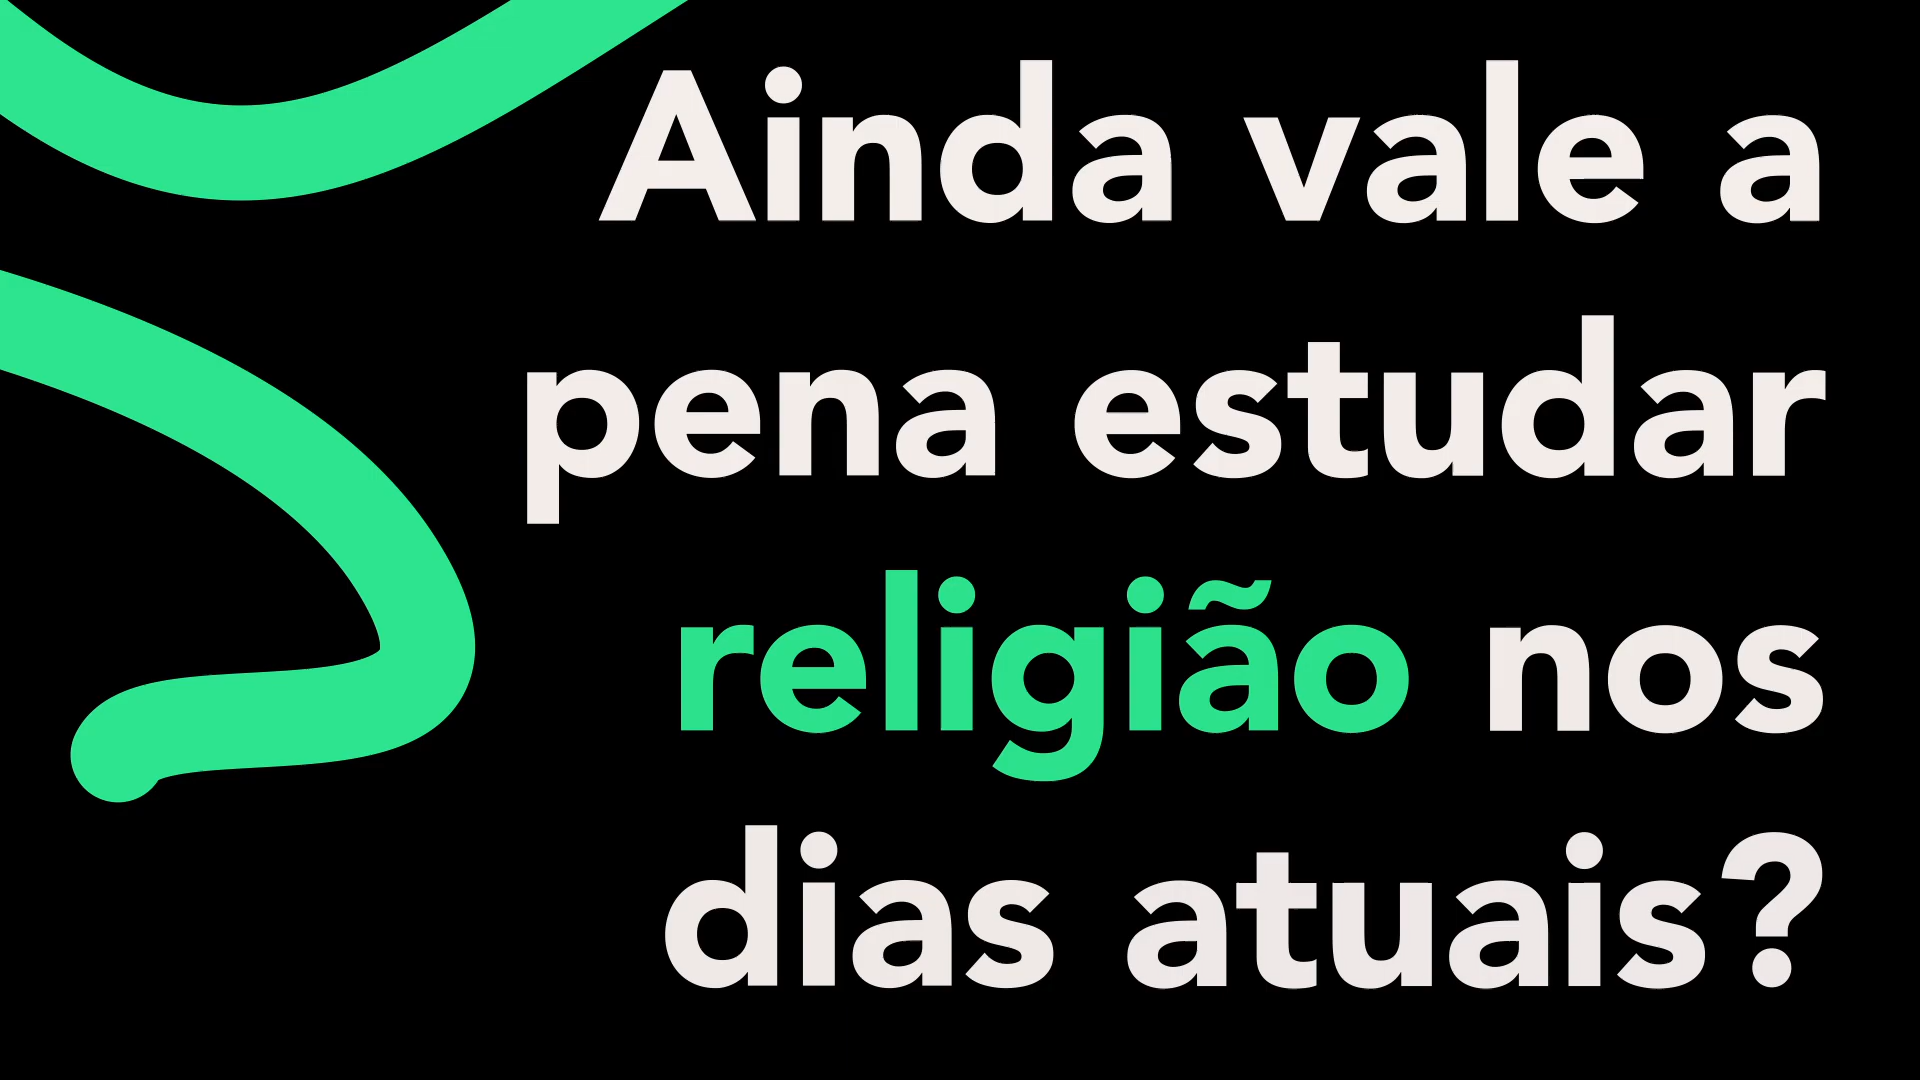 Ainda vale a
pena estudar
religião nos
dias atuais?